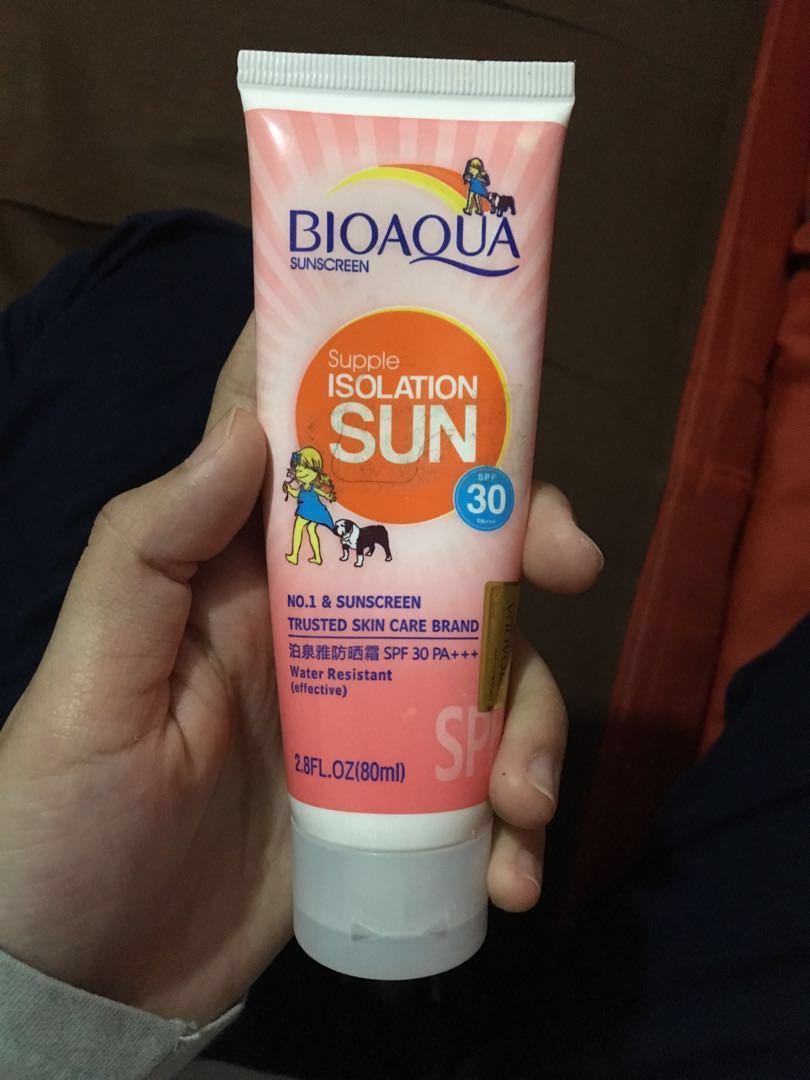 BIOAQUA
SUNSCREEN
Supple
ISOLATION
SUN
SPF
30
PA+++
NO.1 & SUNSCREEN
TRUSTED SKIN CARE BRAND
泊泉雅防晒霜 SPF 30 PA+++
Water Resistant
(effective)
2.8FL.OZ(80ml)